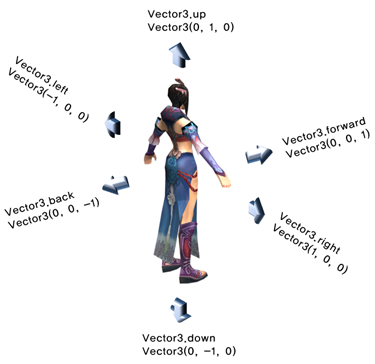 Vector3.up
Vector3(0, 1, 0)
Vector3.left
Vector3(-1, 0, 0)
Vector3.forward
Vector3(0, 0, 1)
Vector3.back
Vector3(0, 0, -1)
Vector3.right
Vector3(1, 0, 0)
Vector3.down
Vector3(0, -1, 0)